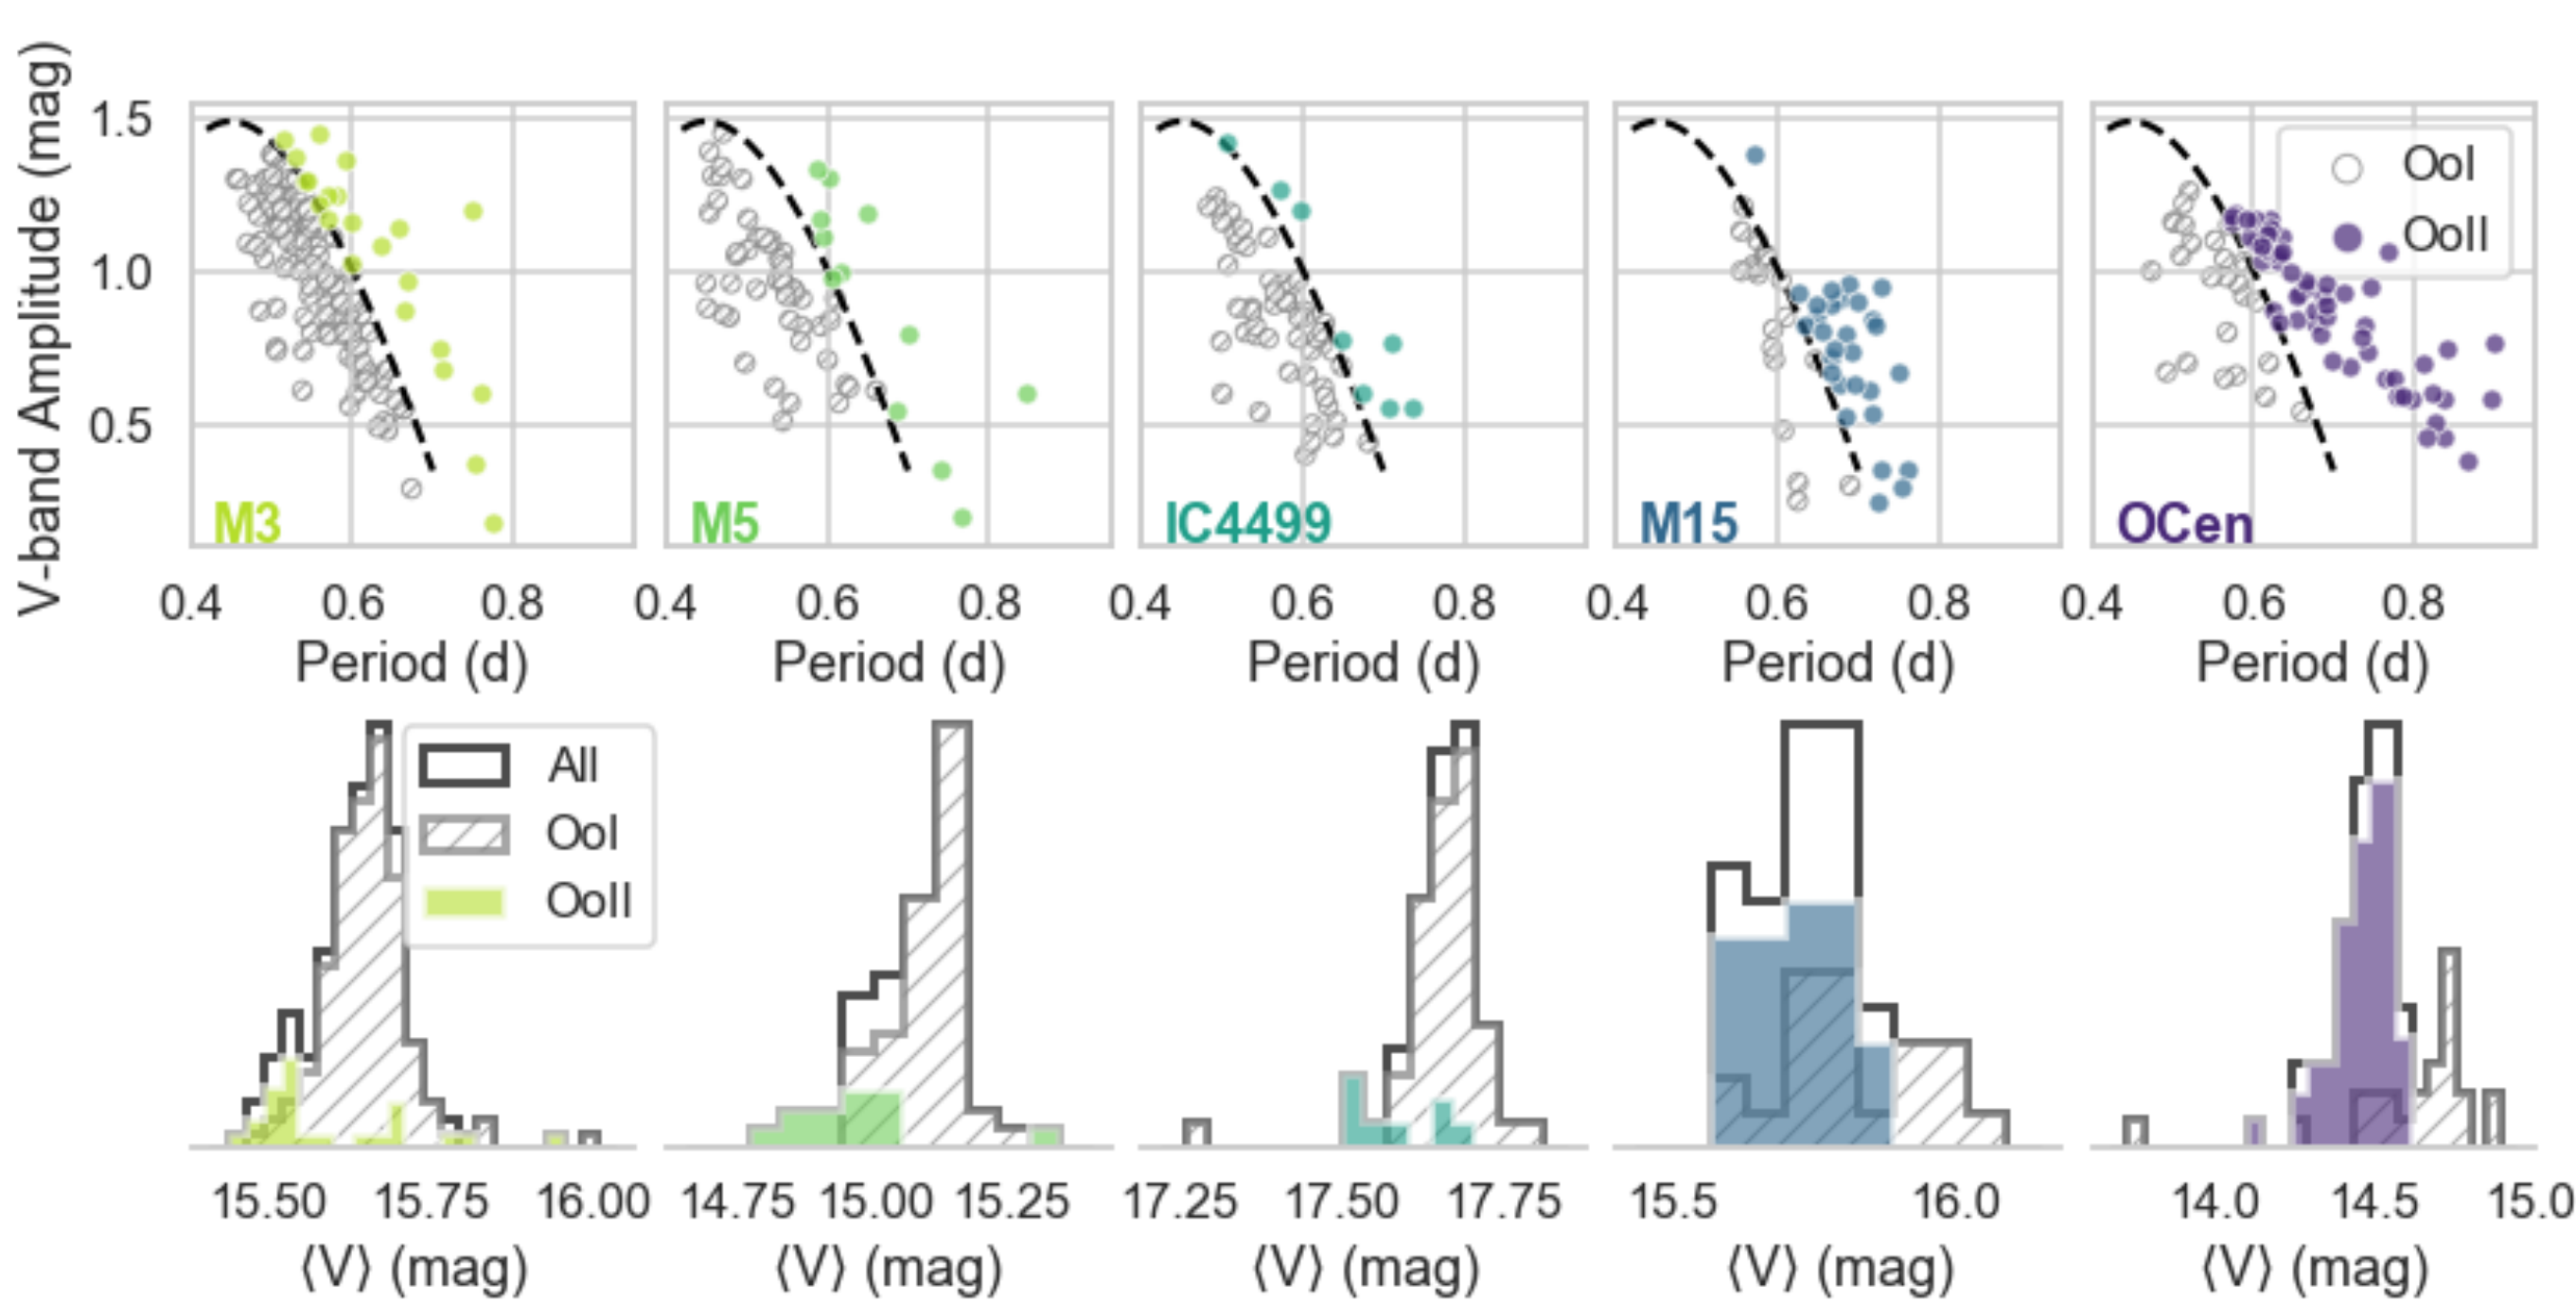 V-band Amplitude (mag)
1.5
1.0
0.5
M3
M5
IC4499
M15
OCen
OoI
OoII
0.4 0.6 0.8 0.4 0.6 0.8 0.4 0.6 0.8 0.4 0.6 0.8 0.4 0.6 0.8
Period (d) Period (d) Period (d) Period (d) Period (d)
All
OoI
OoII
15.50 15.75 16.00 14.75 15.00 15.25 17.25 17.50 17.75 15.5 16.0 14.0 14.5 15.0
⟨V⟩ (mag) ⟨V⟩ (mag) ⟨V⟩ (mag) ⟨V⟩ (mag) ⟨V⟩ (mag)